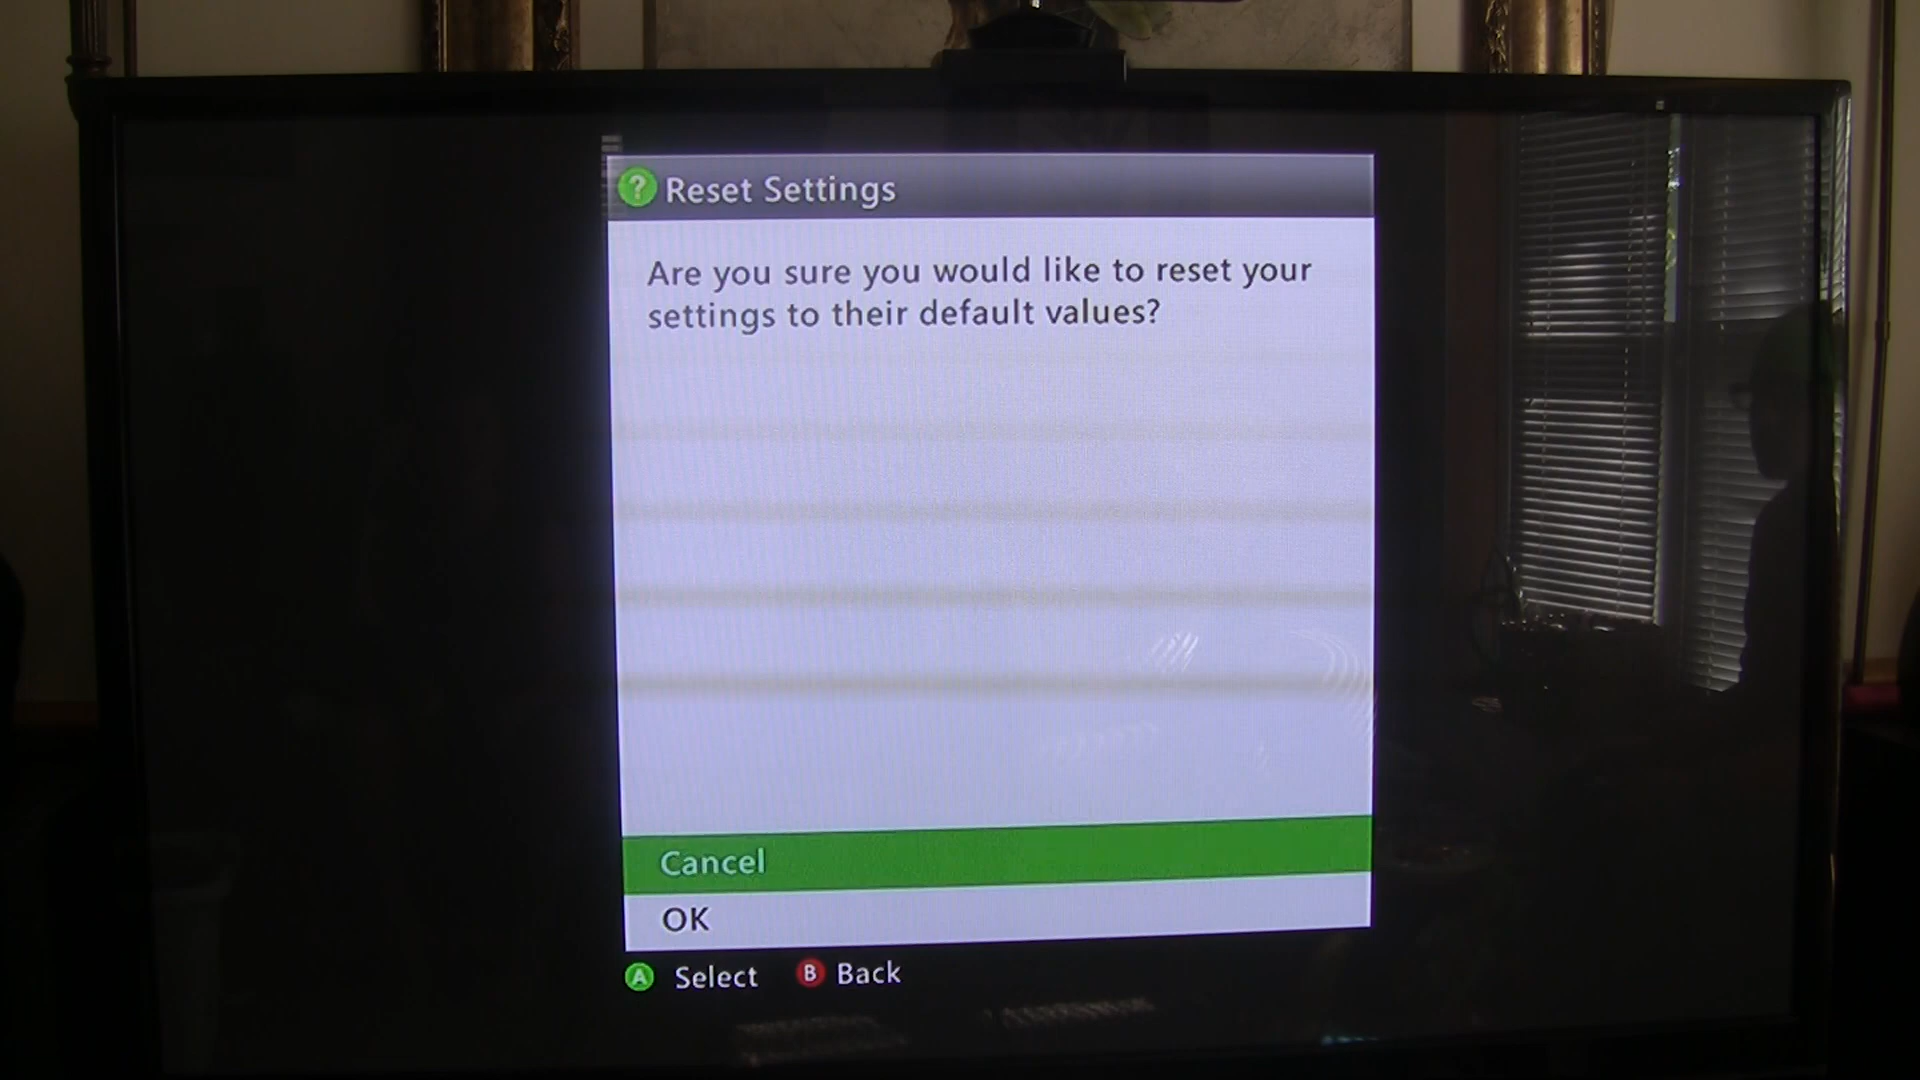 ? Reset Settings
Are you sure you would like to reset your
settings to their default values?
Cancel
OK
A Select B Back